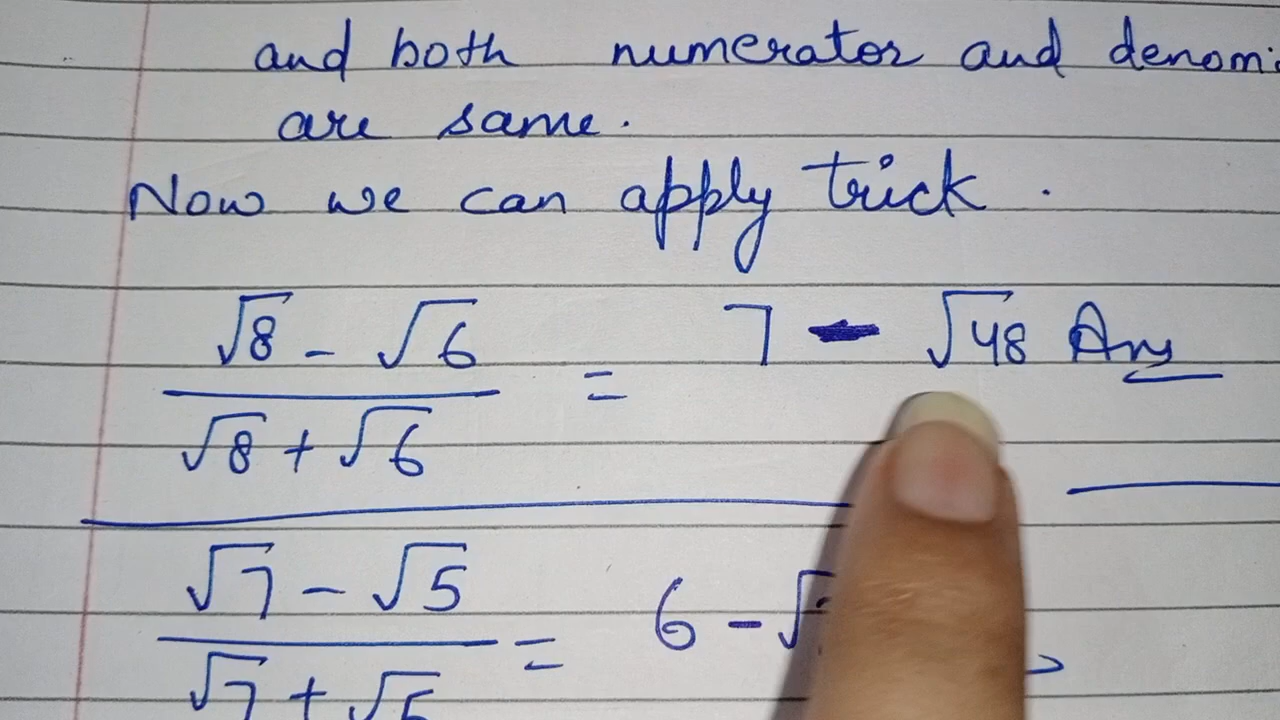 and both numerator and
are same.
Now we can apply trick.
√8 - √6
———— = 7 - √48 Ans
√8 + √6
√7 - √5
———— = 6 - √
√7 + √5